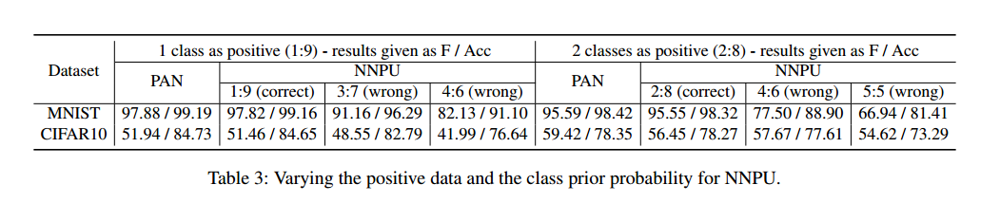 Dataset 1 class as positive (1:9) - results given as F / Acc 2 classes as positive (2:8) - results given as F / Acc
PAN NNPU PAN NNPU
1:9 (correct) 3:7 (wrong) 4:6 (wrong) 2:8 (correct) 4:6 (wrong) 5:5 (wrong)
MNIST 97.88 / 99.19 97.82 / 99.16 91.16 / 96.29 82.13 / 91.10 95.59 / 98.42 95.55 / 98.32 77.50 / 88.90 66.94 / 81.41
CIFAR10 51.94 / 84.73 51.46 / 84.65 48.55 / 82.79 41.99 / 76.64 59.42 / 78.35 56.45 / 78.27 57.67 / 77.61 54.62 / 73.29
Table 3: Varying the positive data and the class prior probability for NNPU.